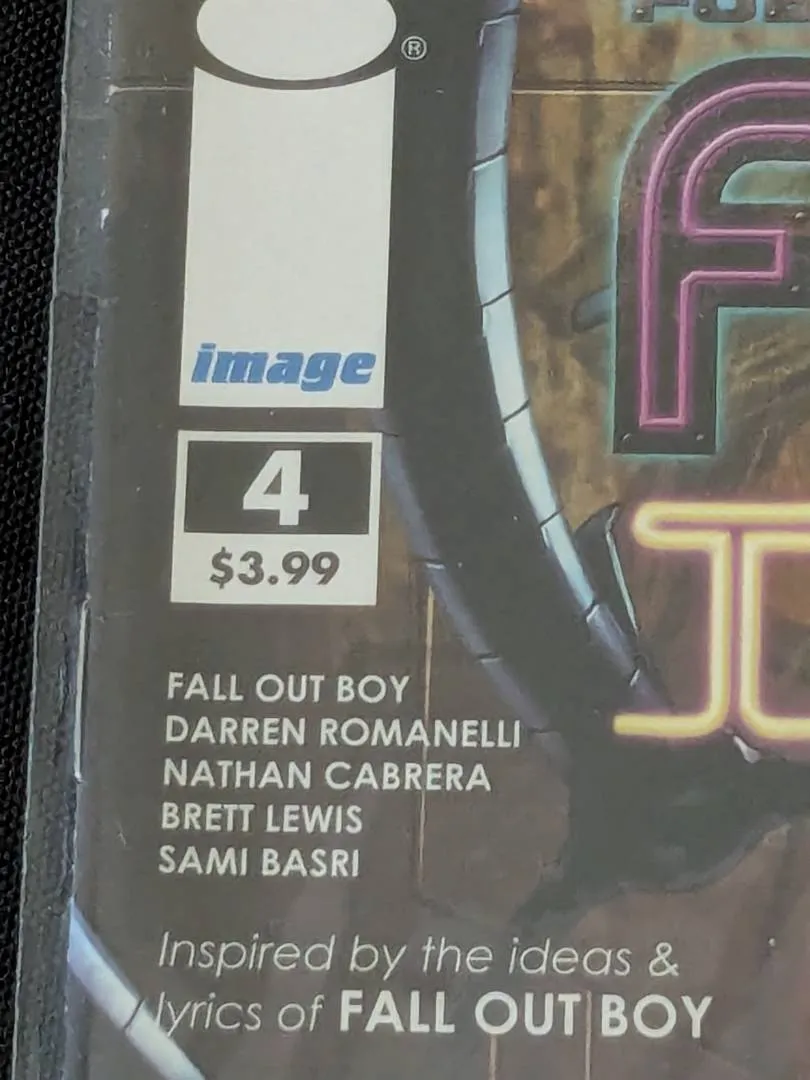 ®
image
4
$3.99
FALL OUT BOY
DARREN ROMANELLI
NATHAN CABRERA
BRETT LEWIS
SAMI BASRI
Inspired by the ideas &
lyrics of FALL OUT BOY
F